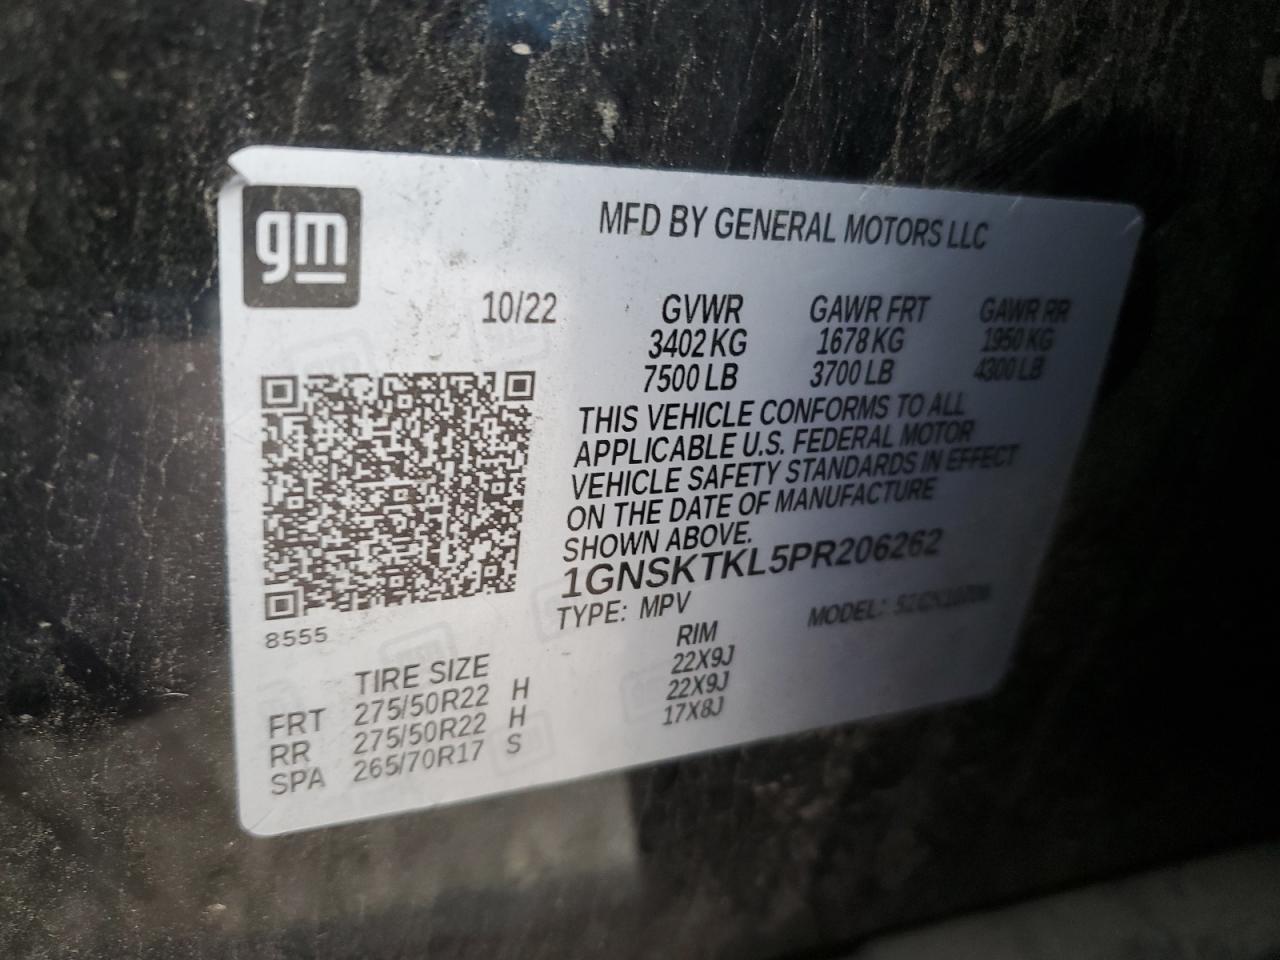 gm
MFD BY GENERAL MOTORS LLC
10/22 GVWR GAWR FRT GAWR RR
3402 KG 1678 KG 1950 KG
7500 LB 3700 LB 4300 LB
THIS VEHICLE CONFORMS TO ALL
APPLICABLE U.S. FEDERAL MOTOR
VEHICLE SAFETY STANDARDS IN EFFECT
ON THE DATE OF MANUFACTURE
SHOWN ABOVE.
1GNSKTKL5PR206262
TYPE: MPV MODEL:
8555
TIRE SIZE RIM
FRT 275/50R22 H 22X9J
RR 275/50R22 H 22X9J
SPA 265/70R17 S 17X8J